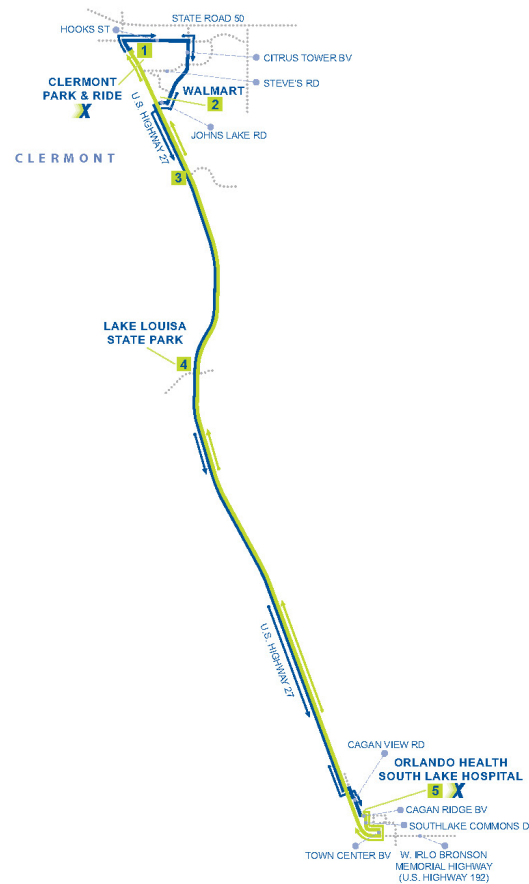 STATE ROAD 50
HOOKS ST
1
CITRUS TOWER BV
CLERMONT
PARK & RIDE
X
STEVE'S RD
WALMART
2
U.S. HIGHWAY 27
JOHNS LAKE RD
CLERMONT
3
LAKE LOUISA
STATE PARK
4
U.S. HIGHWAY 27
CAGAN VIEW RD
ORLANDO HEALTH
SOUTH LAKE HOSPITAL
5 X
CAGAN RIDGE BV
SOUTHLAKE COMMONS D
TOWN CENTER BV
W. IRLO BRONSON
MEMORIAL HIGHWAY
(U.S. HIGHWAY 192)